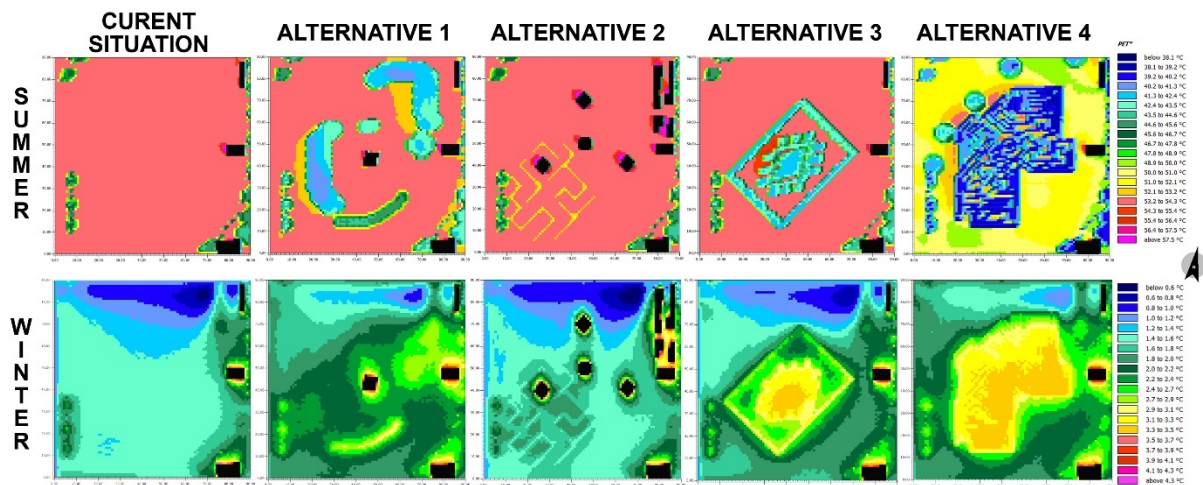 CURENT
SITUATION
ALTERNATIVE 1
ALTERNATIVE 2
ALTERNATIVE 3
ALTERNATIVE 4
SUMMER
PET*
below 38.1 °C
38.1 to 39.2 °C
39.2 to 40.2 °C
40.2 to 41.3 °C
41.3 to 42.4 °C
42.4 to 43.5 °C
43.5 to 44.6 °C
44.6 to 45.6 °C
45.6 to 46.7 °C
46.7 to 47.8 °C
47.8 to 48.9 °C
48.9 to 50.0 °C
50.0 to 51.0 °C
51.0 to 52.1 °C
52.1 to 53.2 °C
53.2 to 54.3 °C
54.3 to 55.4 °C
55.4 to 56.4 °C
56.4 to 57.5 °C
above 57.5 °C
WINTER
below 0.6 °C
0.6 to 0.8 °C
0.8 to 1.0 °C
1.0 to 1.2 °C
1.2 to 1.4 °C
1.4 to 1.6 °C
1.6 to 1.8 °C
1.8 to 2.0 °C
2.0 to 2.2 °C
2.2 to 2.4 °C
2.4 to 2.7 °C
2.7 to 2.9 °C
2.9 to 3.1 °C
3.1 to 3.3 °C
3.3 to 3.5 °C
3.5 to 3.7 °C
3.7 to 3.9 °C
3.9 to 4.1 °C
4.1 to 4.3 °C
above 4.3 °C